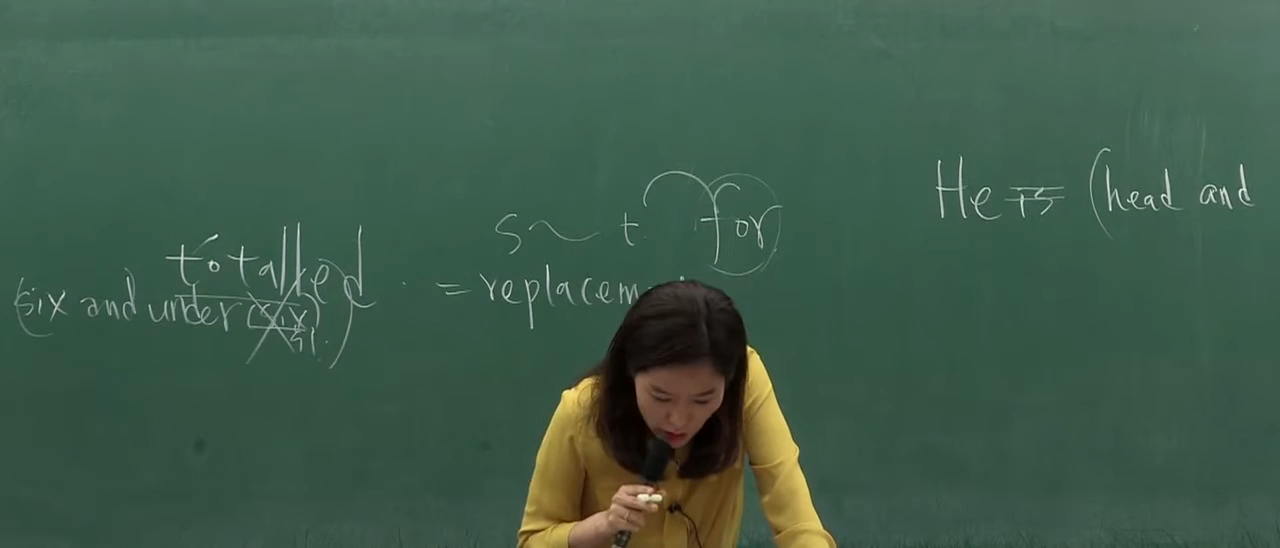 totalled
(six and under (six)
s~t for
= replacem
He is (head and